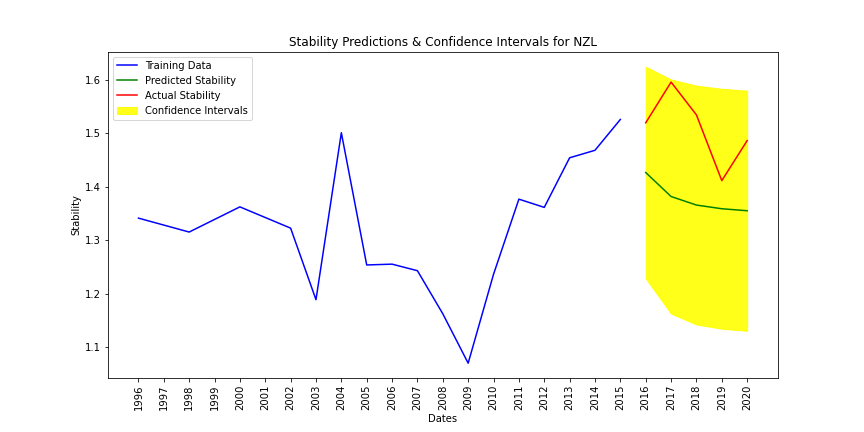 Stability Predictions & Confidence Intervals for NZL
Training Data
Predicted Stability
Actual Stability
Confidence Intervals
Stability
1.6
1.5
1.4
1.3
1.2
1.1
1996 1997 1998 1999 2000 2001 2002 2003 2004 2005 2006 2007 2008 2009 2010 2011 2012 2013 2014 2015 2016 2017 2018 2019 2020
Dates